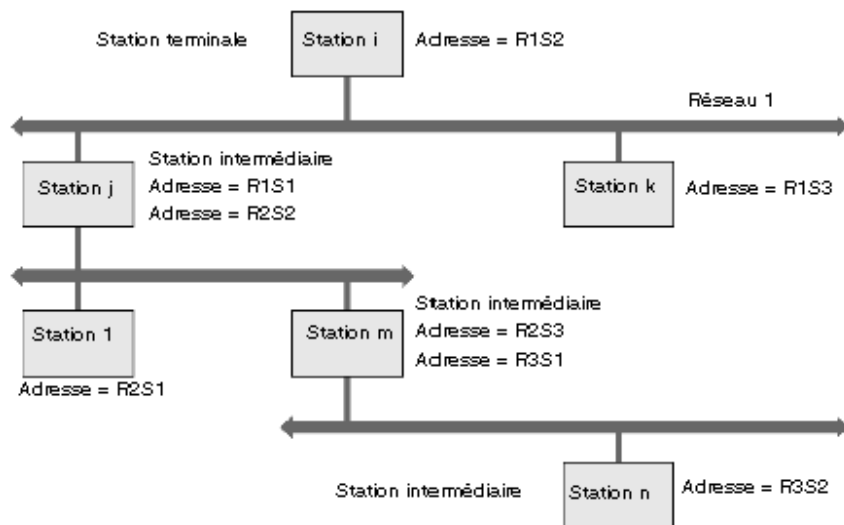 Station terminale
Station i
Adresse = R1S2
Réseau 1
Station j
Station intermédiaire
Adresse = R1S1
Adresse = R2S2
Station k
Adresse = R1S3
Station 1
Adresse = R2S1
Station m
Station intermédiaire
Adresse = R2S3
Adresse = R3S1
Station intermédiaire
Station n
Adresse = R3S2